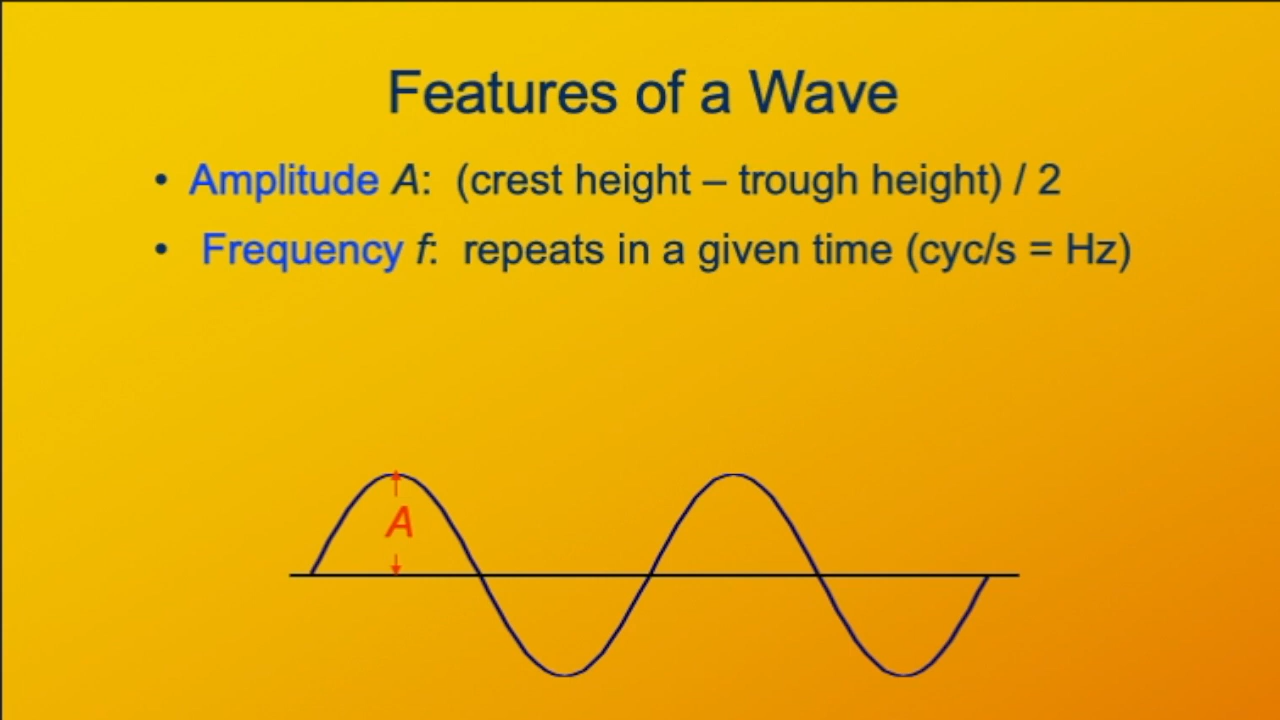 Features of a Wave
• Amplitude A: (crest height – trough height) / 2
• Frequency f: repeats in a given time (cyc/s = Hz)
A